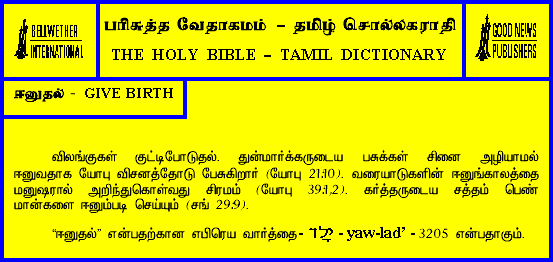 BELLWETHER
INTERNATIONAL
பரிசுத்த வேதாகமம் – தமிழ் சொல்லகராதி
THE HOLY BIBLE – TAMIL DICTIONARY
GOOD NEWS
PUBLISHERS
ஈனுதல் - GIVE BIRTH
விலங்குகள் குட்டிபோடுதல். துன்மார்க்கருடைய பசுக்கள் சினை அழியாமல்
ஈனுவதாக யோபு விசனத்தோடு பேசுகிறார் (யோபு 21:10). வரையாடுகளின் ஈனுங்காலத்தை
மனுஷரால் அறிந்துகொள்வது சிரமம் (யோபு 39:1,2). கர்த்தருடைய சத்தம் பெண்
மான்களை ஈனும்படி செய்யும் (சங் 29:9).
“ஈனுதல்” என்பதற்கான எபிரெய வார்த்தை- ילד - yaw-lad’ - 3205 என்பதாகும்.